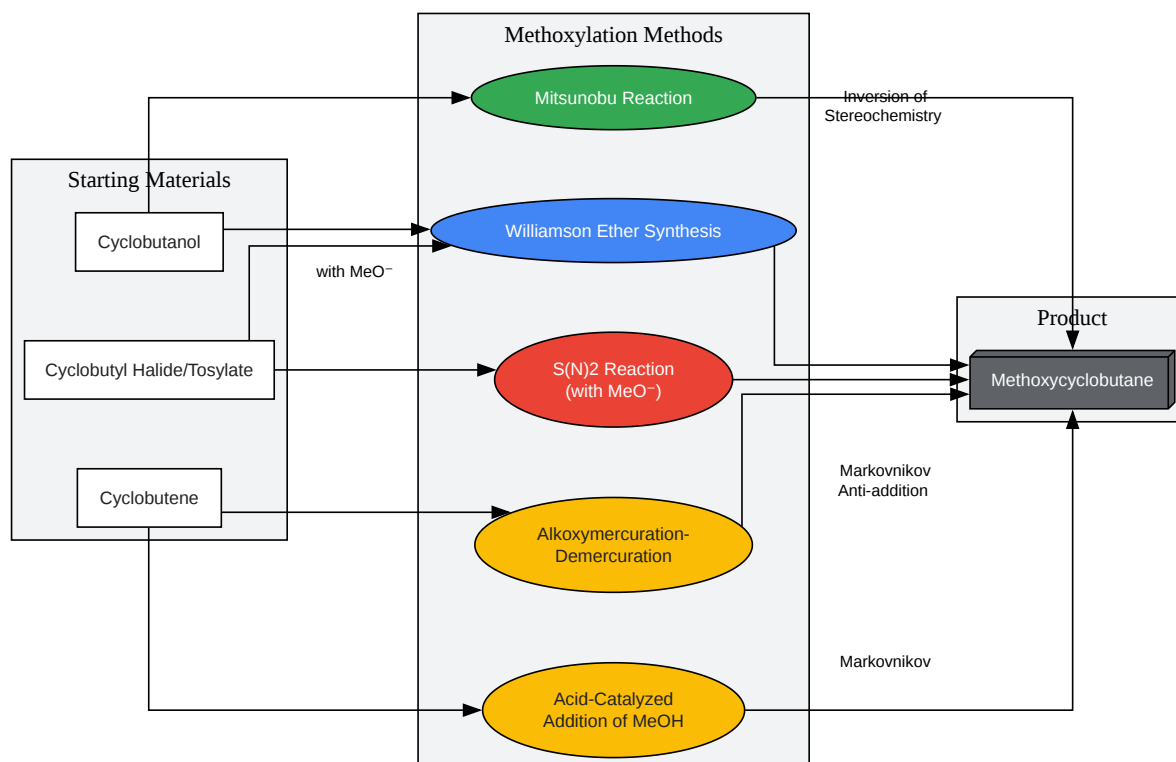 Methoxylation Methods
Mitsunobu Reaction
Inversion of
Stereochemistry
Starting Materials
Cyclobutanol
Williamson Ether Synthesis
with MeO⁻
Product
Cyclobutyl Halide/Tosylate
S(N)2 Reaction
(with MeO⁻)
Methoxycyclobutane
Cyclobutene
Markovnikov
Anti-addition
Alkoxymercuration-
Demercuration
Markovnikov
Acid-Catalyzed
Addition of MeOH